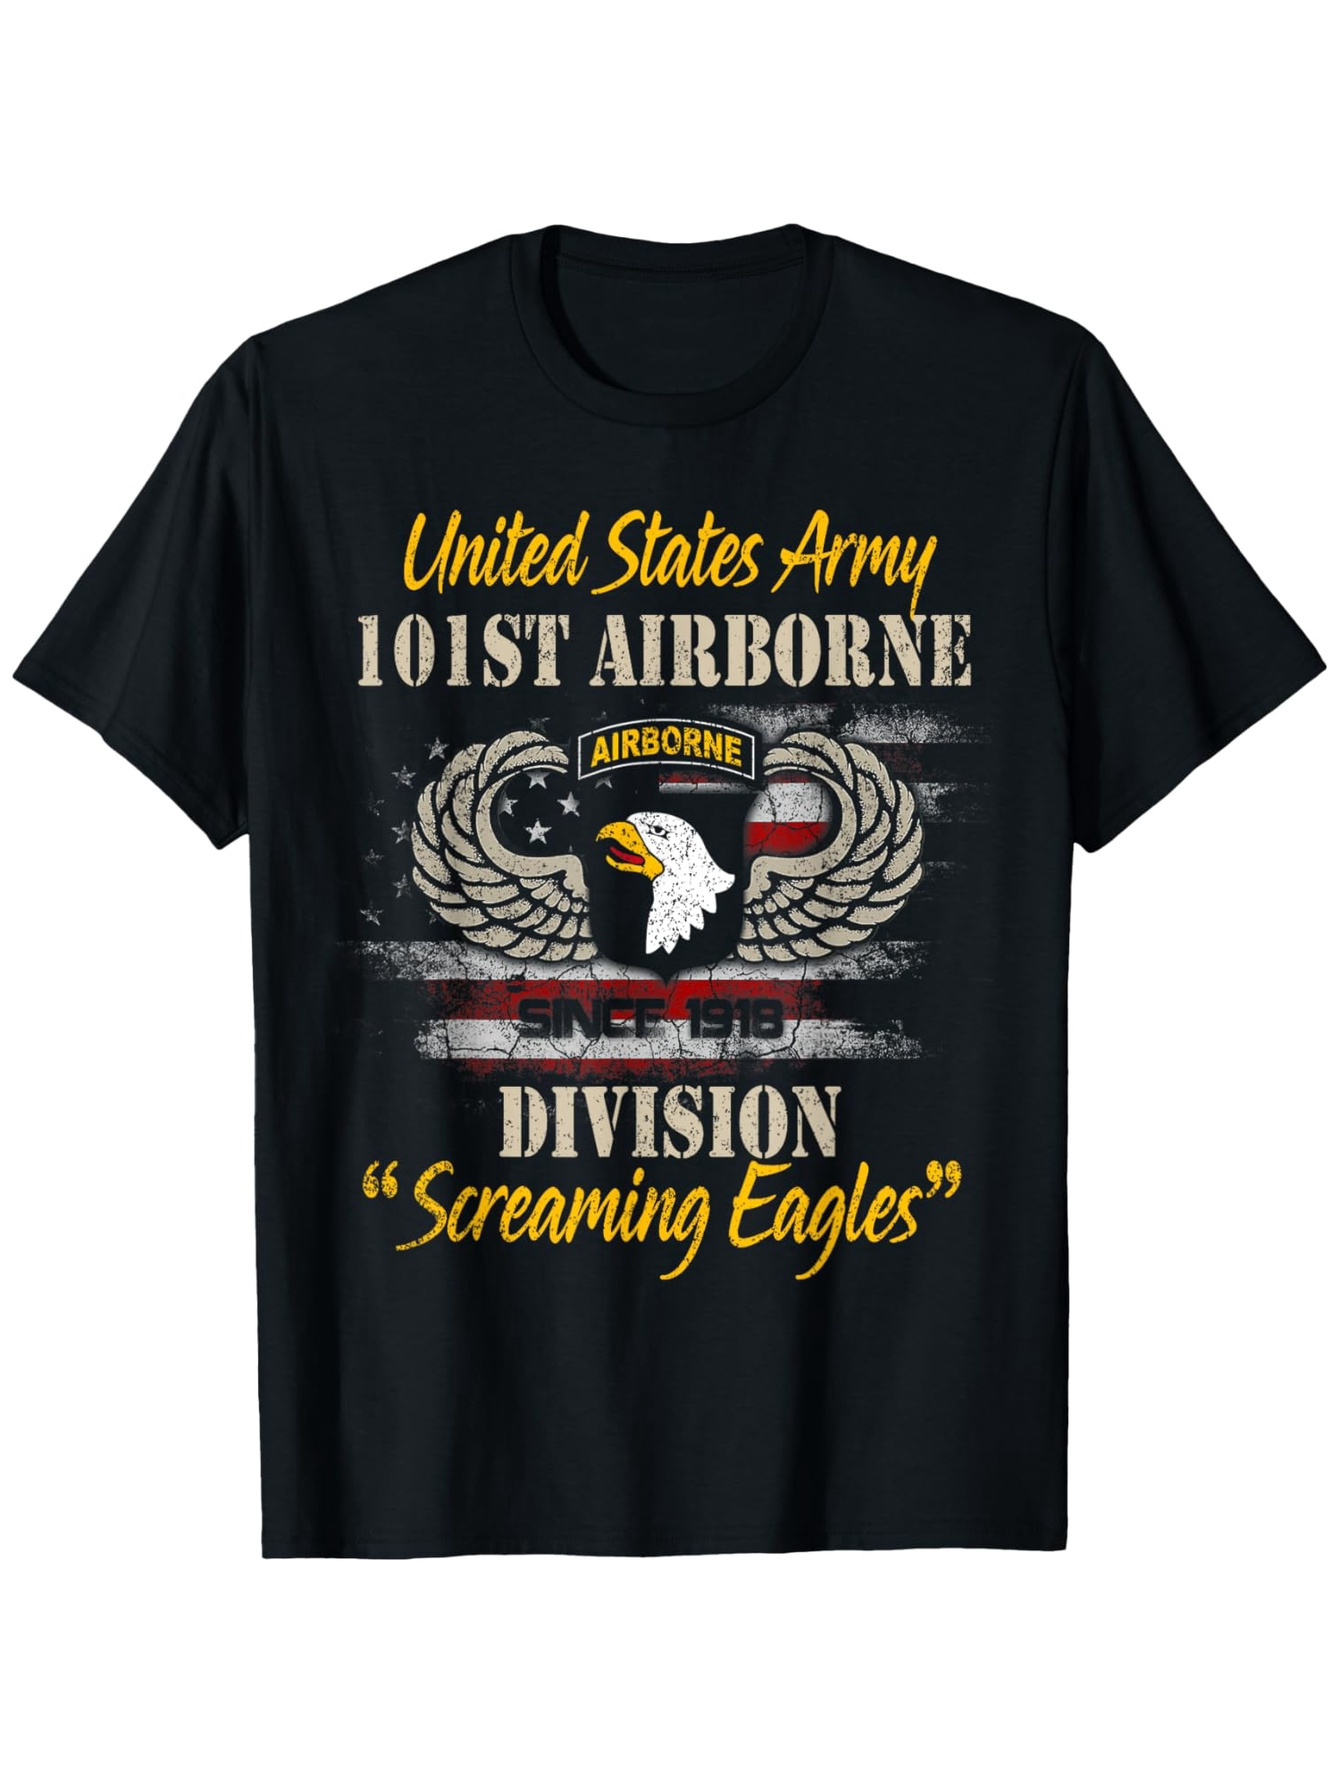 United States Army
101ST AIRBORNE
AIRBORNE
SINCE 1918
DIVISION
“Screaming Eagles”